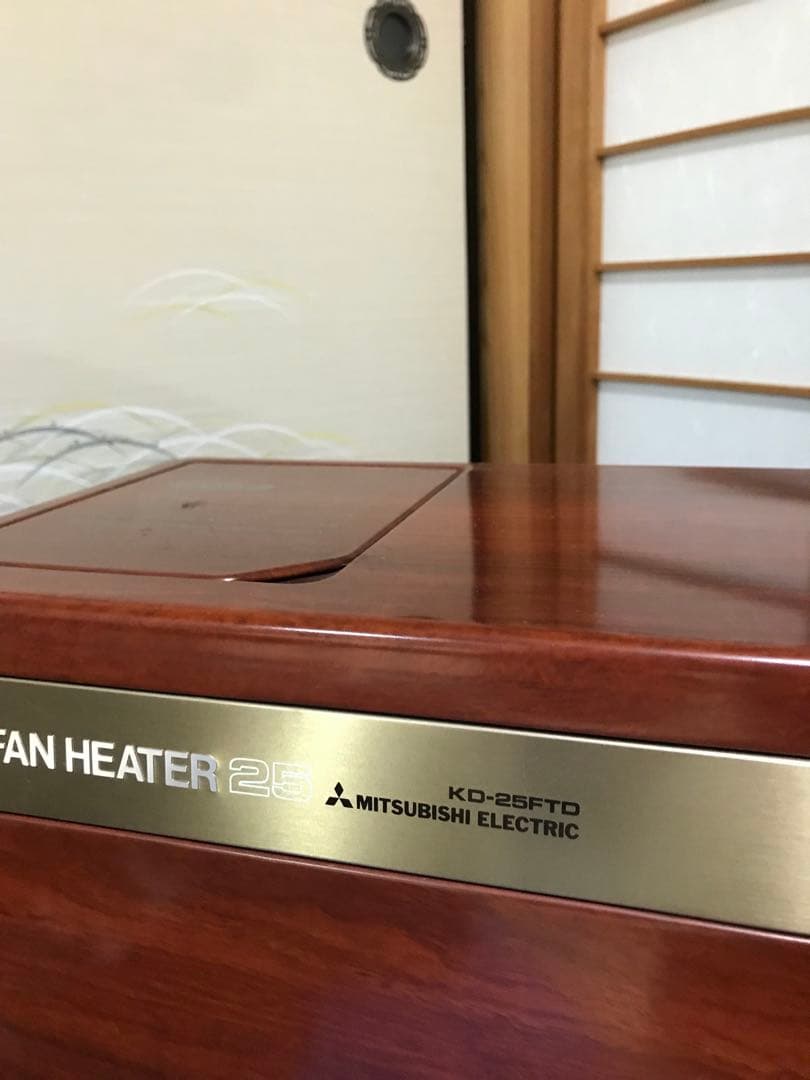 FAN HEATER 25
KD-25FTD
MITSUBISHI ELECTRIC